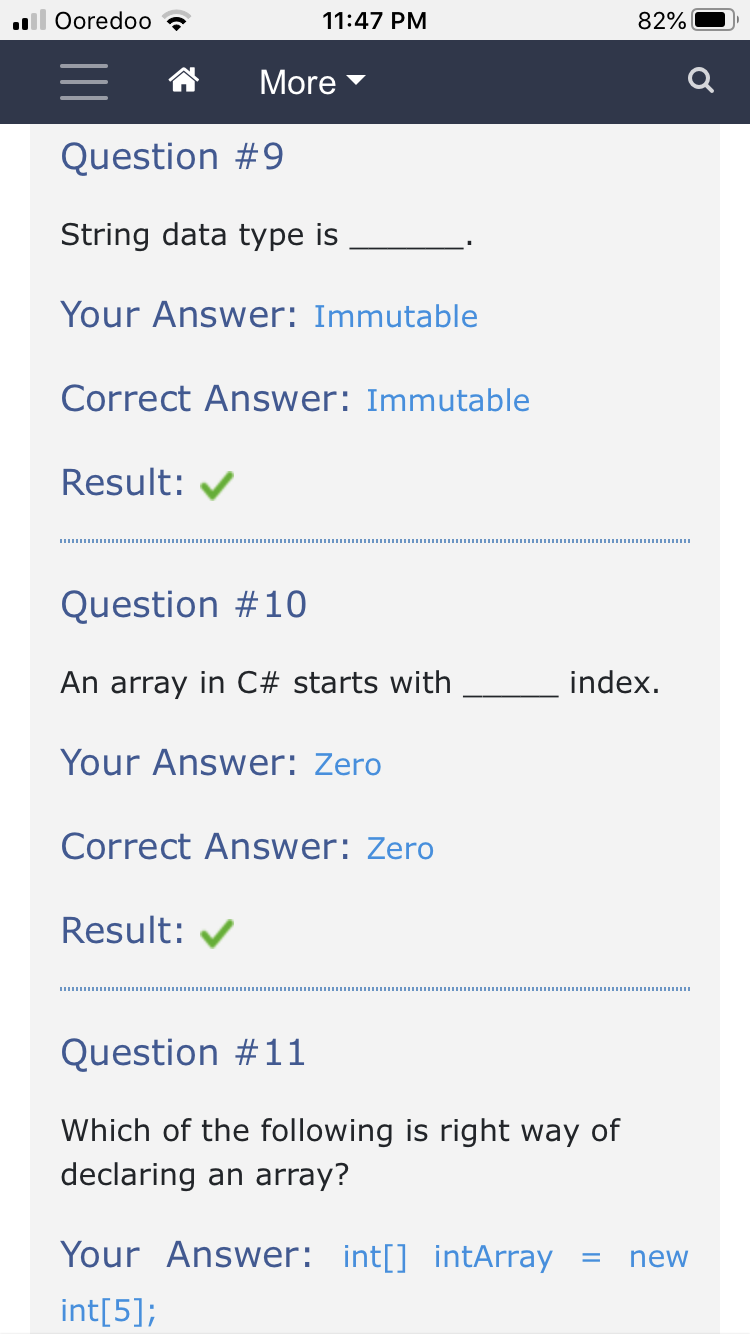 Ooredoo 11:47 PM 82%
More
Question #9
String data type is ______.
Your Answer: Immutable
Correct Answer: Immutable
Result:
Question #10
An array in C# starts with _____ index.
Your Answer: Zero
Correct Answer: Zero
Result:
Question #11
Which of the following is right way of
declaring an array?
Your Answer: int[] intArray = new
int[5];